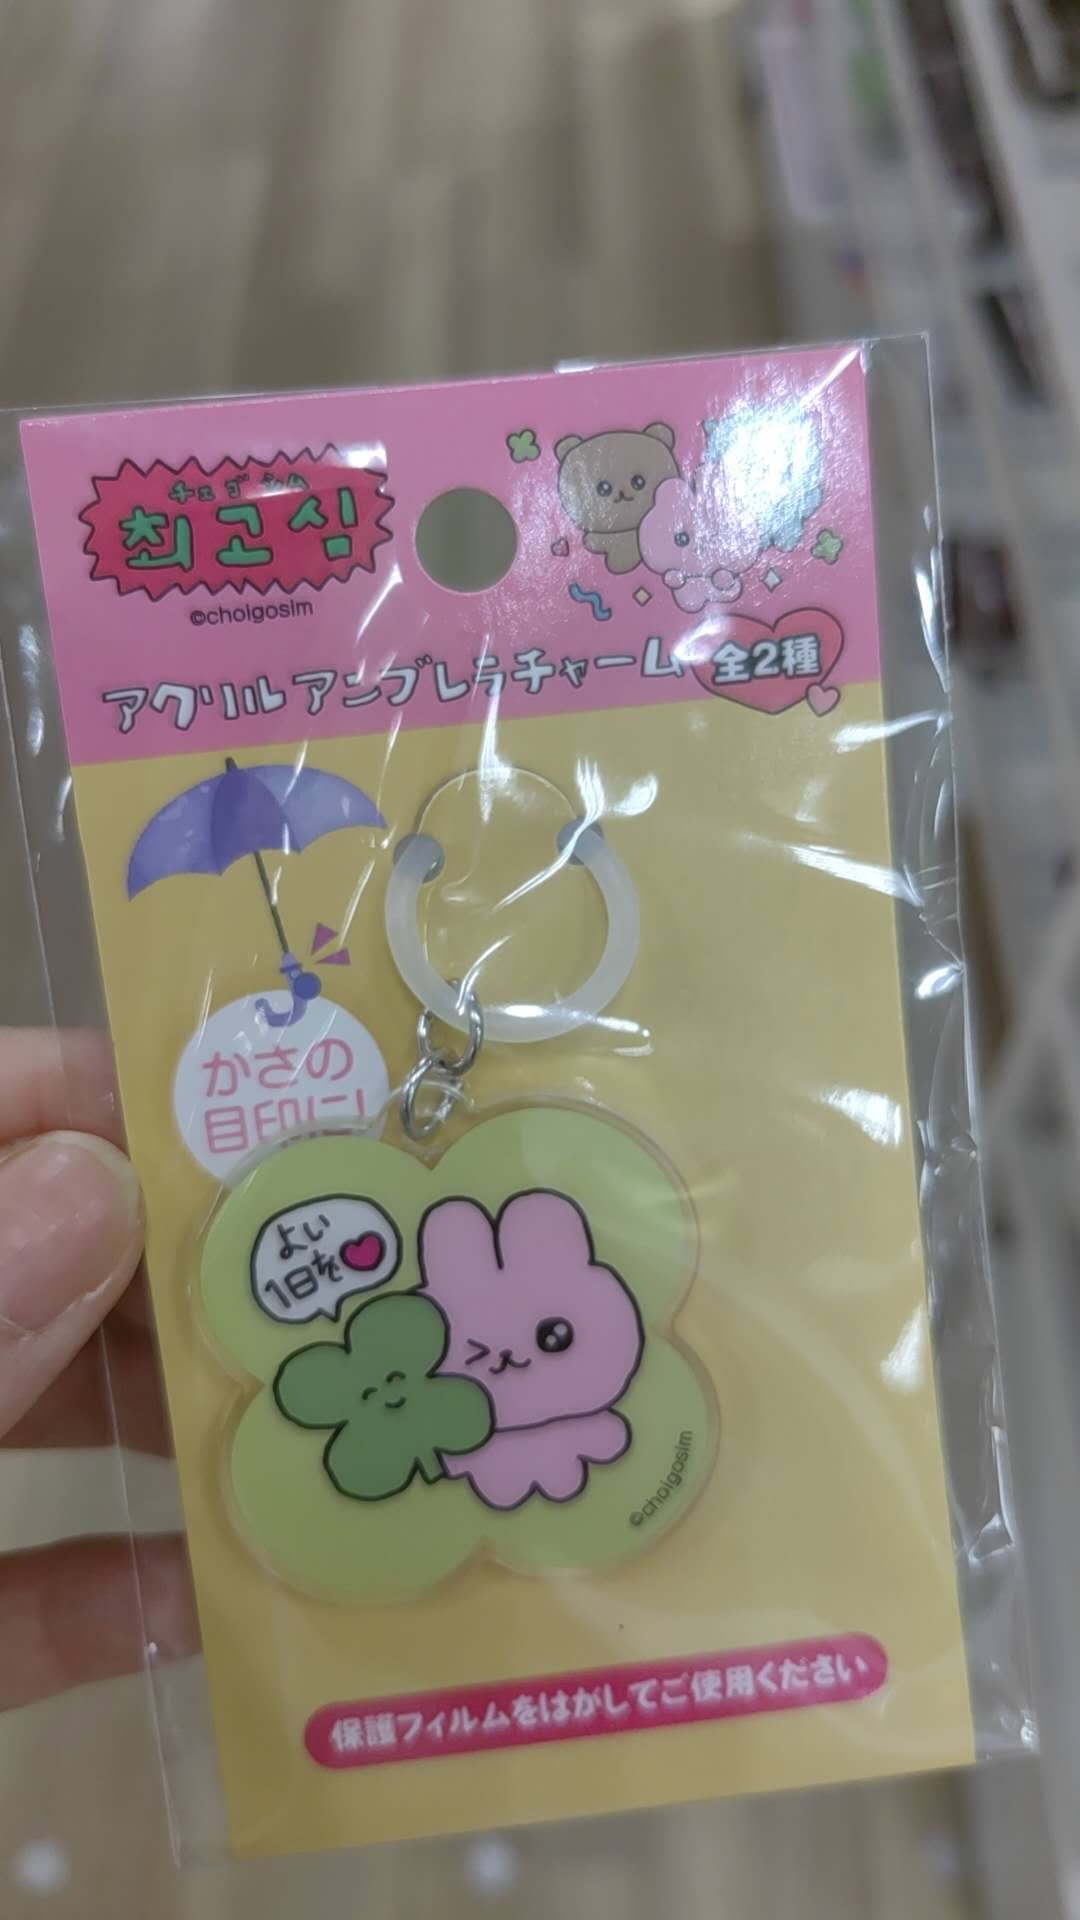 チェゴシム
최고심
©choigosim
アクリルアンブレラチャーム 全2種
かさの
目印に!
よい
1日を
©choigosim
保護フィルムをはがしてご使用ください